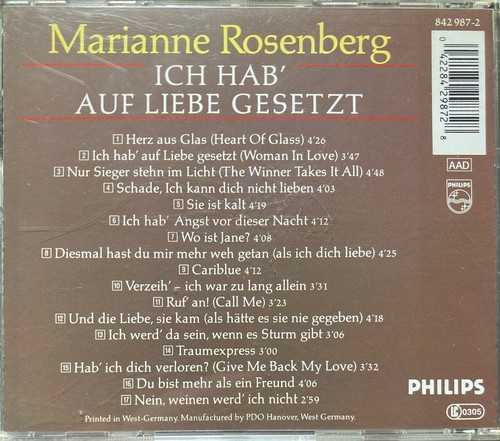 842 987-2
Marianne Rosenberg
ICH HAB'
AUF LIEBE GESETZT
1 Herz aus Glas (Heart Of Glass) 4'26
2 Ich hab' auf Liebe gesetzt (Woman In Love) 3'47
3 Nur Sieger stehn im Licht (The Winner Takes It All) 4'48
4 Schade, Ich kann dich nicht lieben 4'03
5 Sie ist kalt 4'19
6 Ich hab' Angst vor dieser Nacht 4'12
7 Wo ist Jane? 4'08
8 Diesmal hast du mir mehr weh getan (als ich dich liebe) 4'25
9 Cariblue 4'12
10 Verzeih' – ich war zu lang allein 3'31
11 Ruf' an! (Call Me) 3'23
12 Und die Liebe, sie kam (als hätte es sie nie gegeben) 4'18
13 Ich werd' da sein, wenn es Sturm gibt 3'06
14 Traumexpress 3'00
15 Hab' ich dich verloren? (Give Me Back My Love) 3'32
16 Du bist mehr als ein Freund 4'06
17 Nein, weinen werd' ich nicht 2'59
Printed in West-Germany. Manufactured by PDO Hanover, West Germany.
0 42284 29872 8
AAD
PHILIPS
PHILIPS
LC 0305